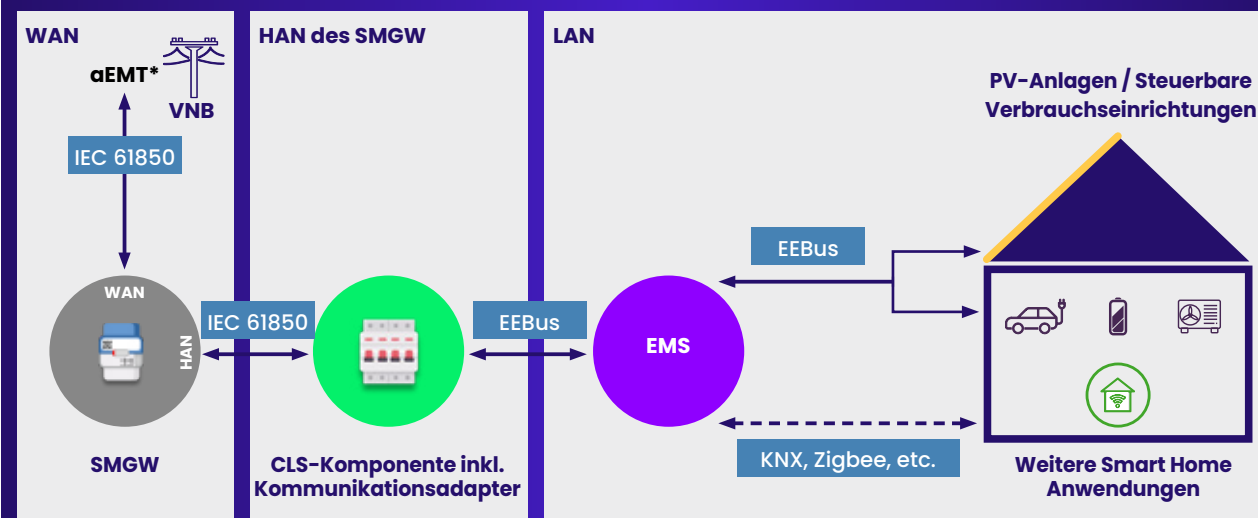 WAN
aEMT*
VNB
IEC 61850
WAN
HAN
SMGW
HAN des SMGW
IEC 61850
CLS-Komponente inkl.
Kommunikationsadapter
EEBus
LAN
EMS
EEBus
KNX, Zigbee, etc.
PV-Anlagen / Steuerbare
Verbrauchseinrichtungen
Weitere Smart Home
Anwendungen